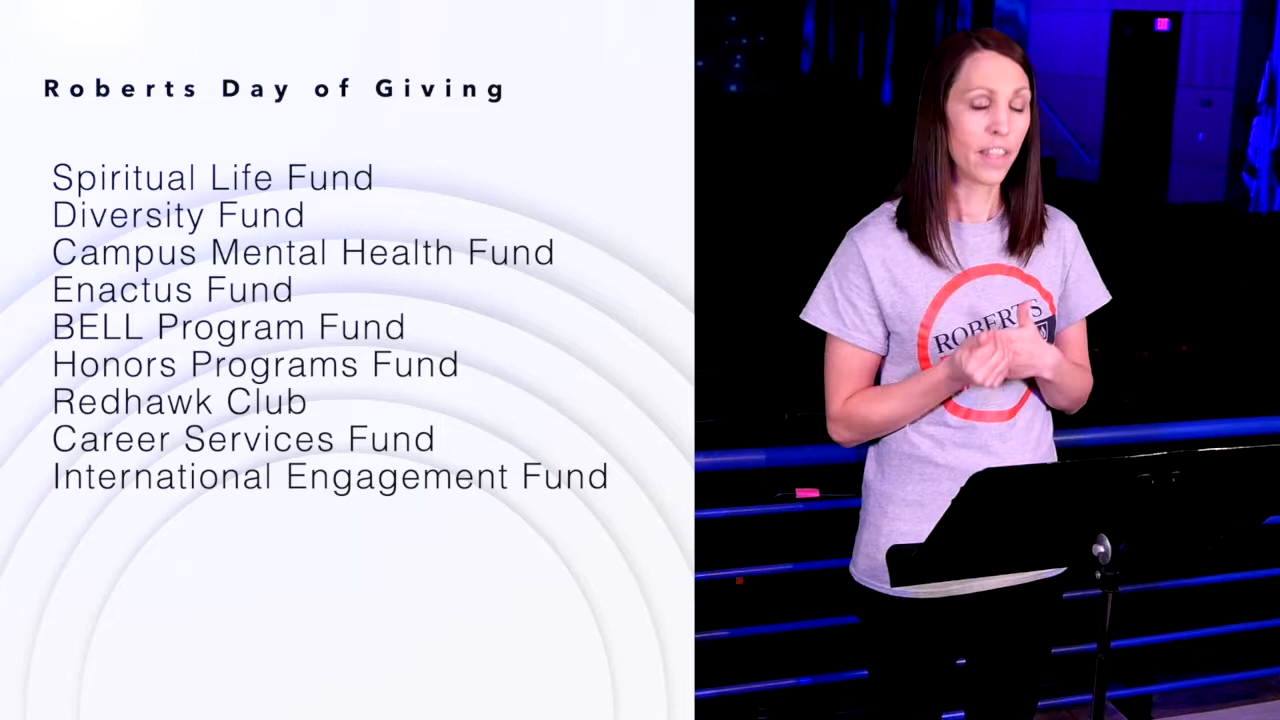 Roberts Day of Giving
Spiritual Life Fund
Diversity Fund
Campus Mental Health Fund
Enactus Fund
BELL Program Fund
Honors Programs Fund
Redhawk Club
Career Services Fund
International Engagement Fund
ROBERTS